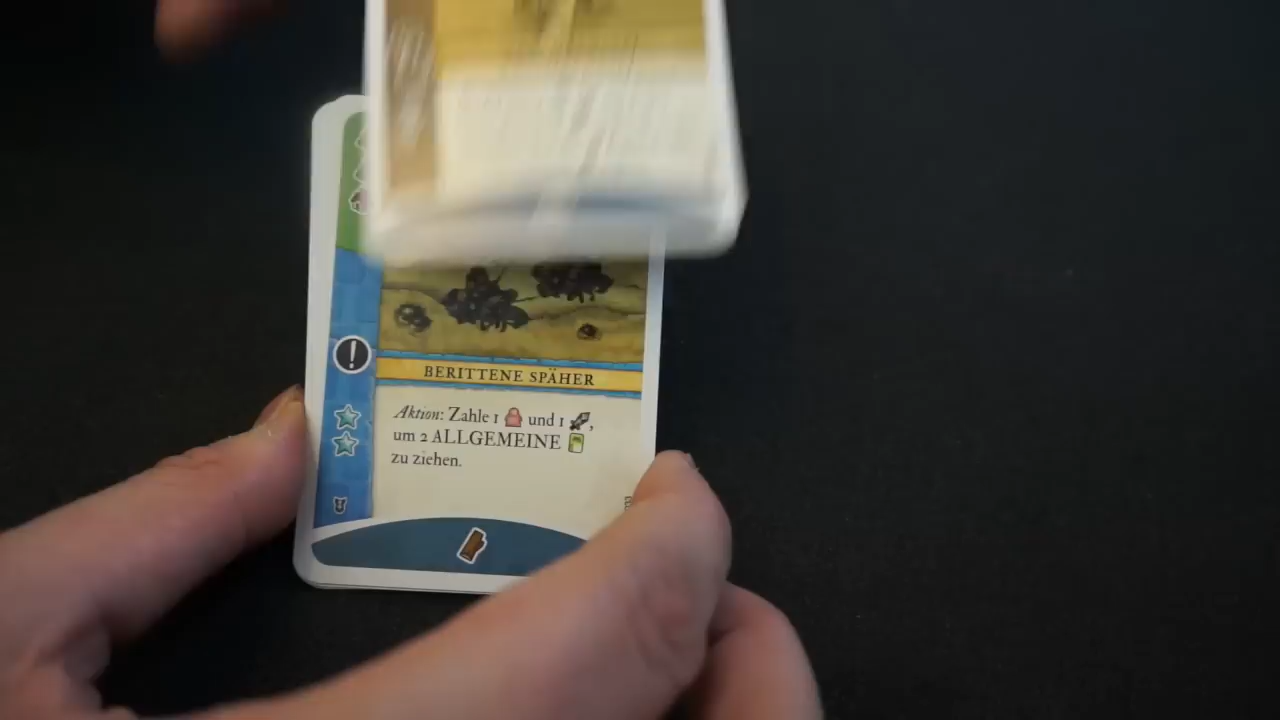 BERITTENE SPÄHER
Aktion: Zahle 1 und 1 ,
um 2 ALLGEMEINE
zu ziehen.